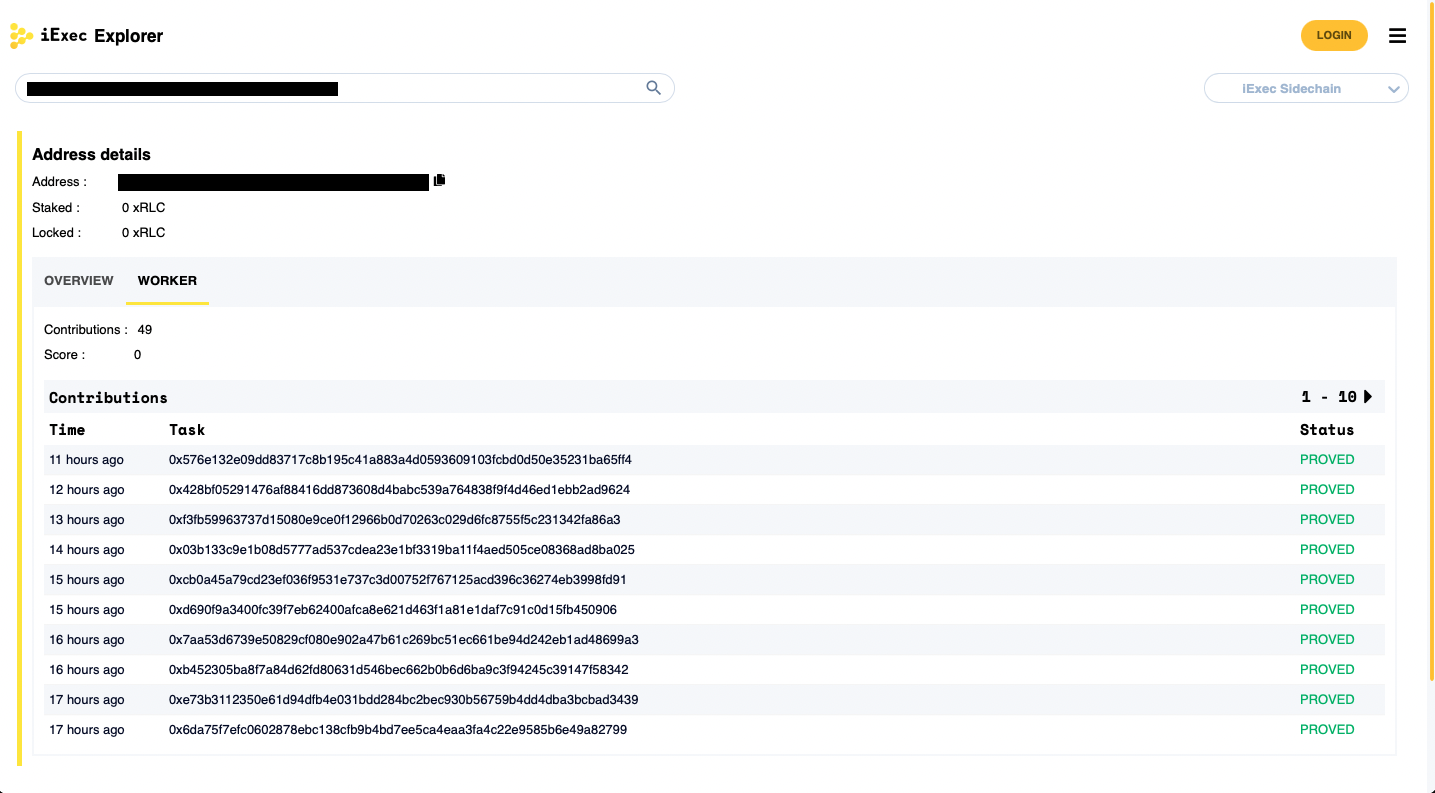 iExec Explorer
LOGIN
iExec Sidechain
Address details
Address :
Staked : 0 xRLC
Locked : 0 xRLC
OVERVIEW WORKER
Contributions : 49
Score : 0
Contributions 1 - 10
Time Task Status
11 hours ago 0x576e132e09dd83717c8b195c41a883a4d0593609103fcbd0d50e35231ba65ff4 PROVED
12 hours ago 0x428bf05291476af88416dd873608d4babc539a764838f9f4d46ed1ebb2ad9624 PROVED
13 hours ago 0xf3fb59963737d15080e9ce0f12966b0d70263c029d6fc8755f5c231342fa86a3 PROVED
14 hours ago 0x03b133c9e1b08d5777ad537cdea23e1bf3319ba11f4aed505ce08368ad8ba025 PROVED
15 hours ago 0xcb0a45a79cd23ef036f9531e737c3d00752f767125acd396c36274eb3998fd91 PROVED
15 hours ago 0xd690f9a3400fc39f7eb62400afca8e621d463f1a81e1daf7c91c0d15fb450906 PROVED
16 hours ago 0x7aa53d6739e50829cf080e902a47b61c269bc51ec661be94d242eb1ad48699a3 PROVED
16 hours ago 0xb452305ba8f7a84d62fd80631d546bec662b0b6d6ba9c3f94245c39147f58342 PROVED
17 hours ago 0xe73b3112350e61d94dfb4e031bdd284bc2bec930b56759b4dd4dba3bcbad3439 PROVED
17 hours ago 0x6da75f7efc0602878ebc138cfb9b4bd7ee5ca4eaa3fa4c22e9585b6e49a82799 PROVED